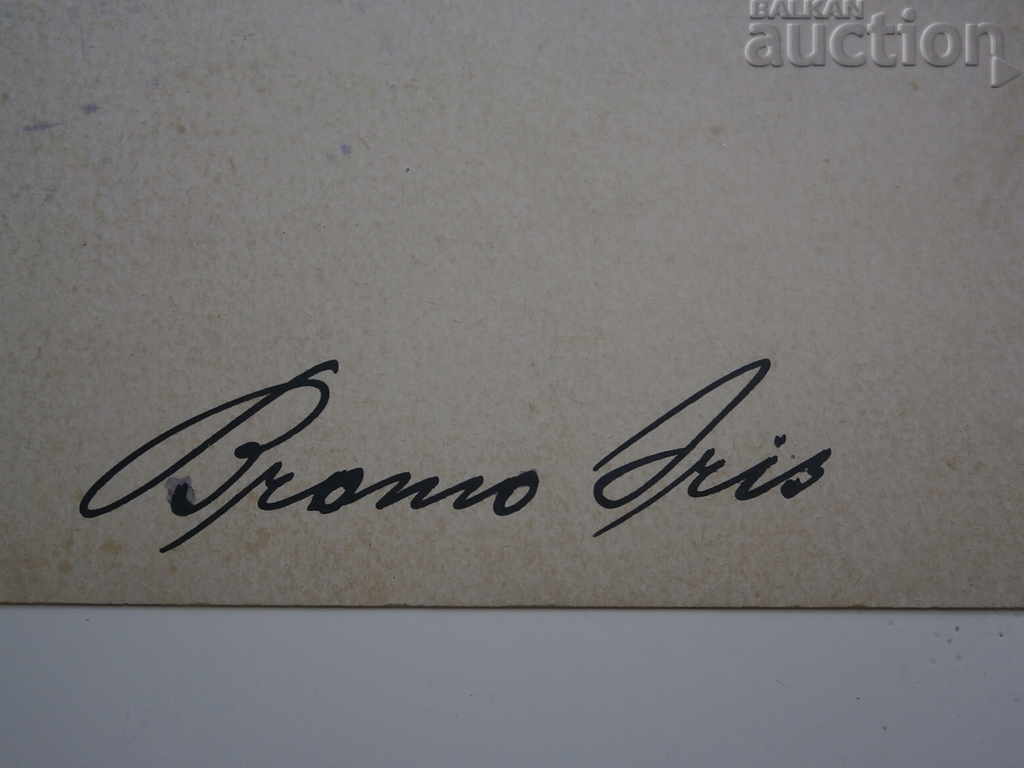 BALKAN
auction
Bromo Iris